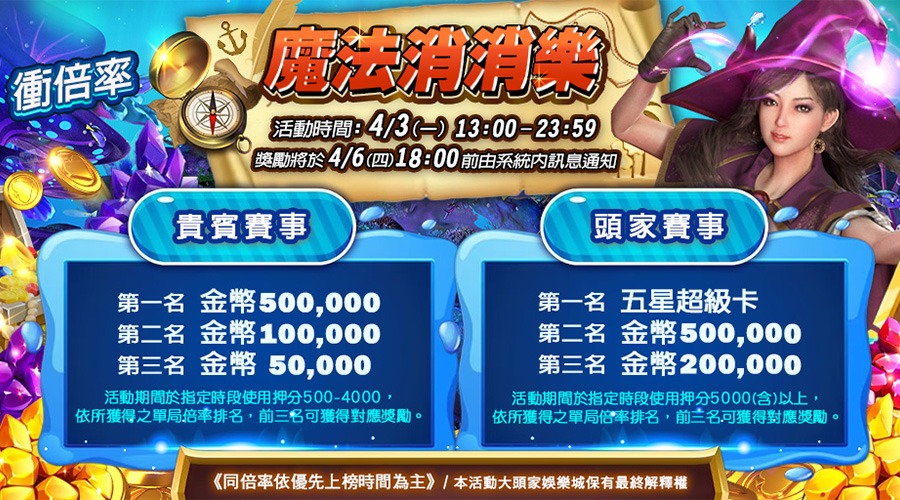 衝倍率
魔法消消樂
活動時間：4/3(一) 13:00-23:59
獎勵將於4/6(四)18:00前由系統內訊息通知
貴賓賽事
第一名 金幣500,000
第二名 金幣100,000
第三名 金幣 50,000
活動期間於指定時段使用押分500-4000，
依所獲得之單局倍率排名，前三名可獲得對應獎勵。
頭家賽事
第一名 五星超級卡
第二名 金幣500,000
第三名 金幣200,000
活動期間於指定時段使用押分5000(含)以上，
依所獲得之單局倍率排名，前三名可獲得對應獎勵。
《同倍率依優先上榜時間為主》/ 本活動大頭家娛樂城保有最終解釋權